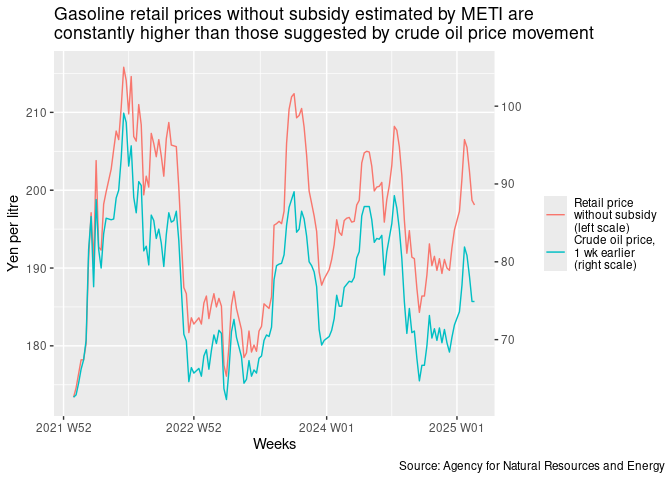 Gasoline retail prices without subsidy estimated by METI are
constantly higher than those suggested by crude oil price movement
Yen per litre
210
200
190
180
100
90
80
70
2021 W52
2022 W52
2024 W01
2025 W01
Weeks
Retail price
without subsidy
(left scale)
Crude oil price,
1 wk earlier
(right scale)
Source: Agency for Natural Resources and Energy